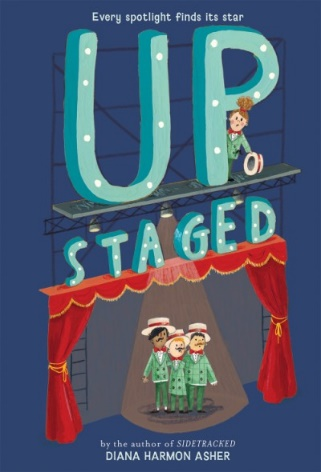 Every spotlight finds its star
UP
STAGED
by the author of SIDETRACKED
DIANA HARMON ASHER